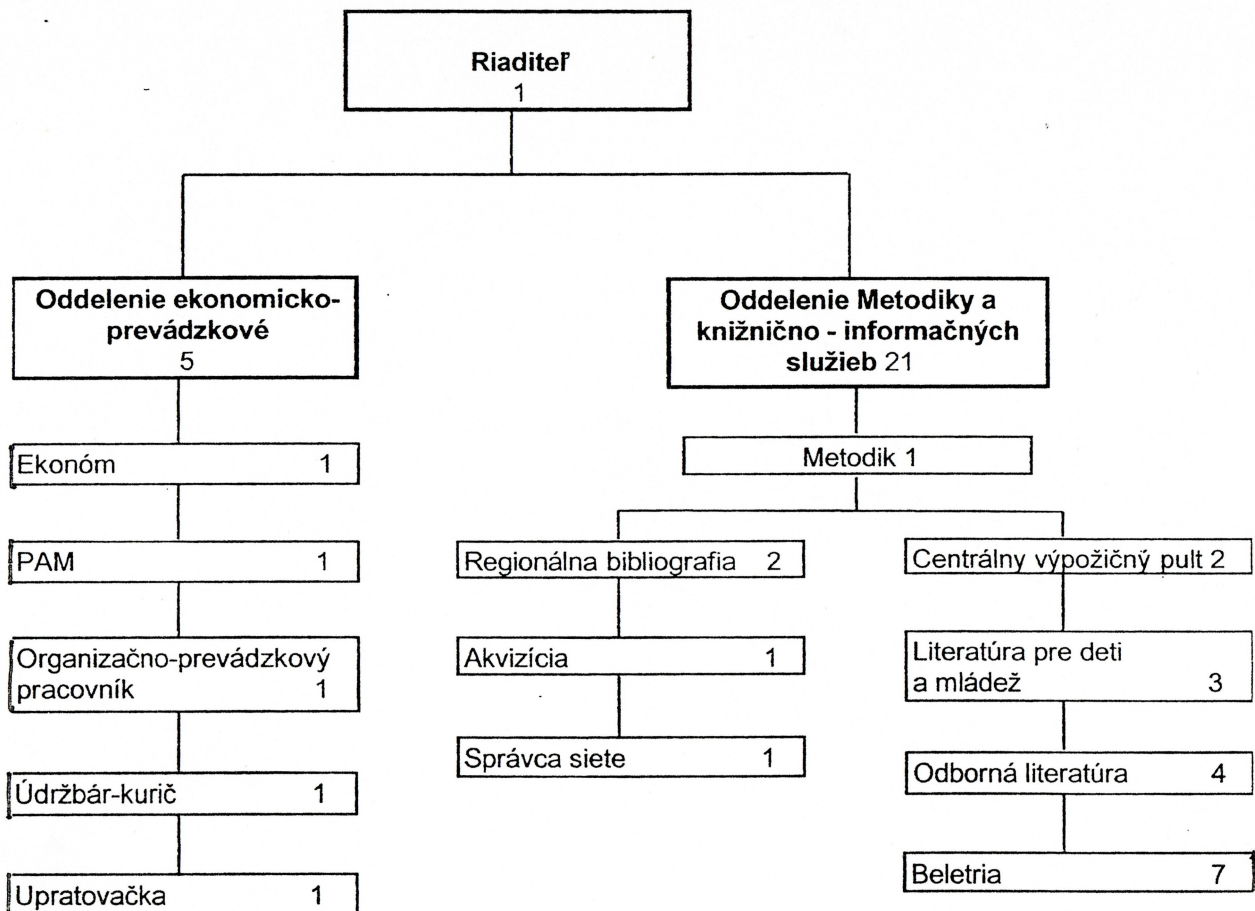 Riaditeľ
1
Oddelenie ekonomicko-
prevádzkové
5
Ekonóm 1
PAM 1
Organizačno-prevádzkový
pracovník 1
Údržbár-kurič 1
Upratovačka 1
Oddelenie Metodiky a
knižnično - informačných
služieb 21
Metodik 1
Regionálna bibliografia 2
Akvizícia 1
Správca siete 1
Centrálny výpožičný pult 2
Literatúra pre deti
a mládež 3
Odborná literatúra 4
Beletria 7